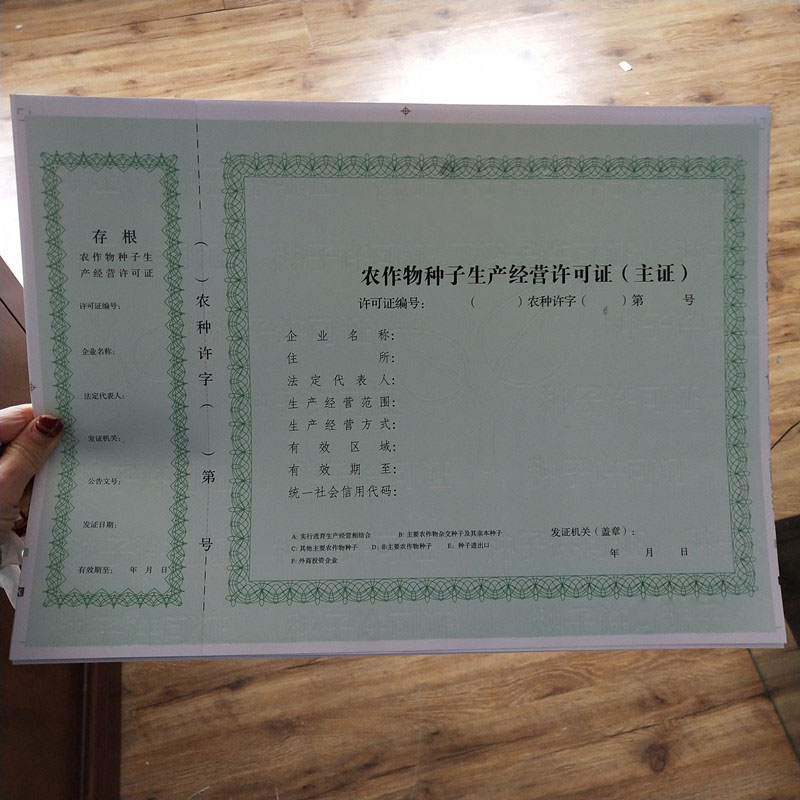 存根
农作物种子生
产经营许可证
许可证编号：
企业名称：
法定代表人：
发证机关：
公告文号：
发证日期：
有效期至： 年 月 日
（ ）农种许字（ ）第 号
农作物种子生产经营许可证（主证）
许可证编号： （ ）农种许字（ ）第 号
企业名称：
住所：
法定代表人：
生产经营范围：
生产经营方式：
有效区域：
有效期至：
统一社会信用代码：
A: 实行选育生产经营相结合 B: 主要农作物杂交种子及其亲本种子
C: 其他主要农作物种子 D: 非主要农作物种子 E: 种子进出口
F: 外商投资企业
发证机关（盖章）：
年 月 日